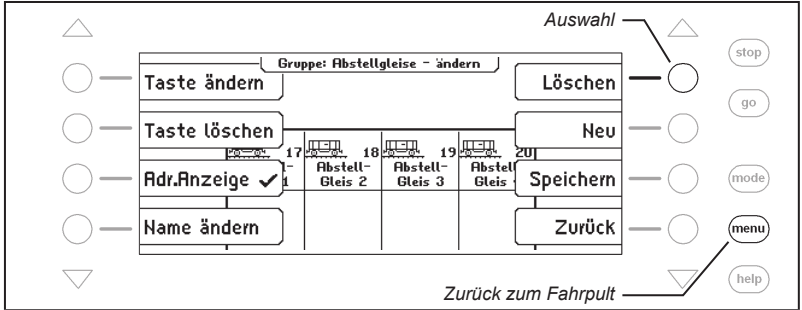 Auswahl
Gruppe: Abstellgleise - ändern
stop
Taste ändern
Löschen
go
Taste löschen
Neu
17 18 19 20
Abstell- Abstell- Abstell
Adr.Anzeige ✓ 1 Gleis 2 Gleis 3 Gleis
Speichern
mode
Name ändern
Zurück
menu
Zurück zum Fahrpult
help